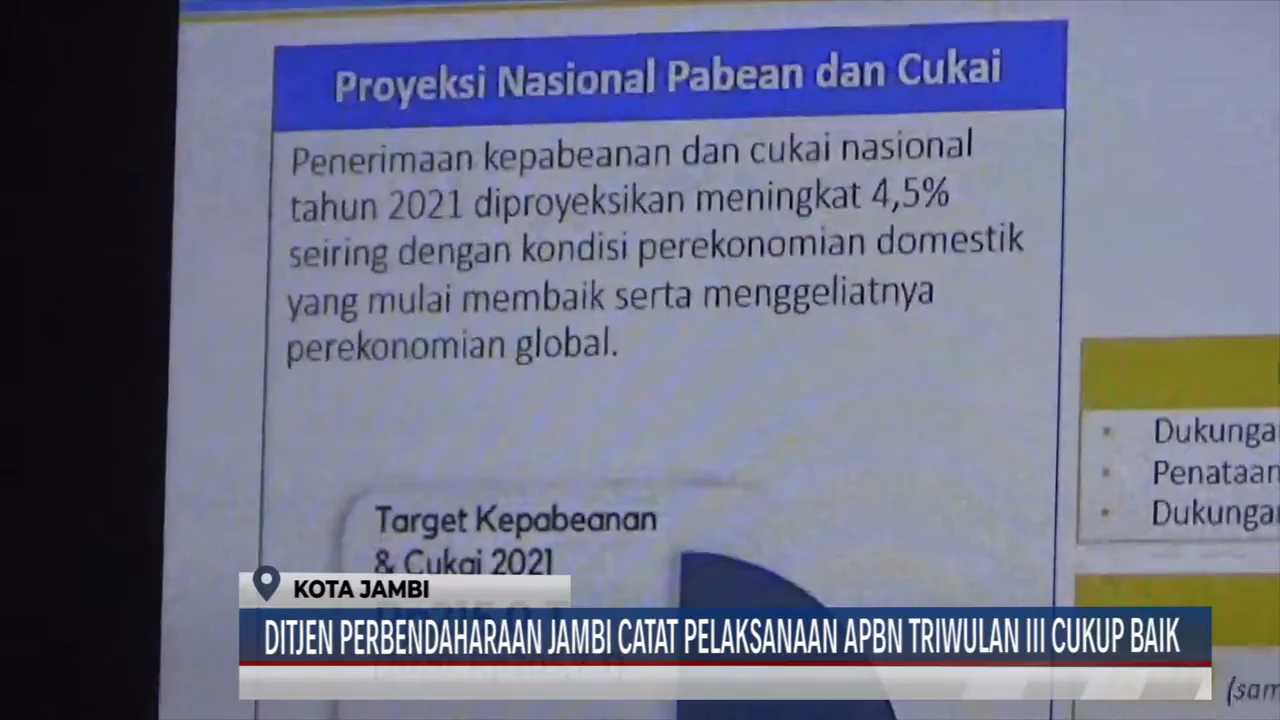 Proyeksi Nasional Pabean dan Cukai
Penerimaan kepabeanan dan cukai nasional
tahun 2021 diproyeksikan meningkat 4,5%
seiring dengan kondisi perekonomian domestik
yang mulai membaik serta menggeliatnya
perekonomian global.
Target Kepabeanan
& Cukai 2021
Penataan
KOTA JAMBI
DITJEN PERBENDAHARAAN JAMBI CATAT PELAKSANAAN APBN TRIWULAN III CUKUP BAIK